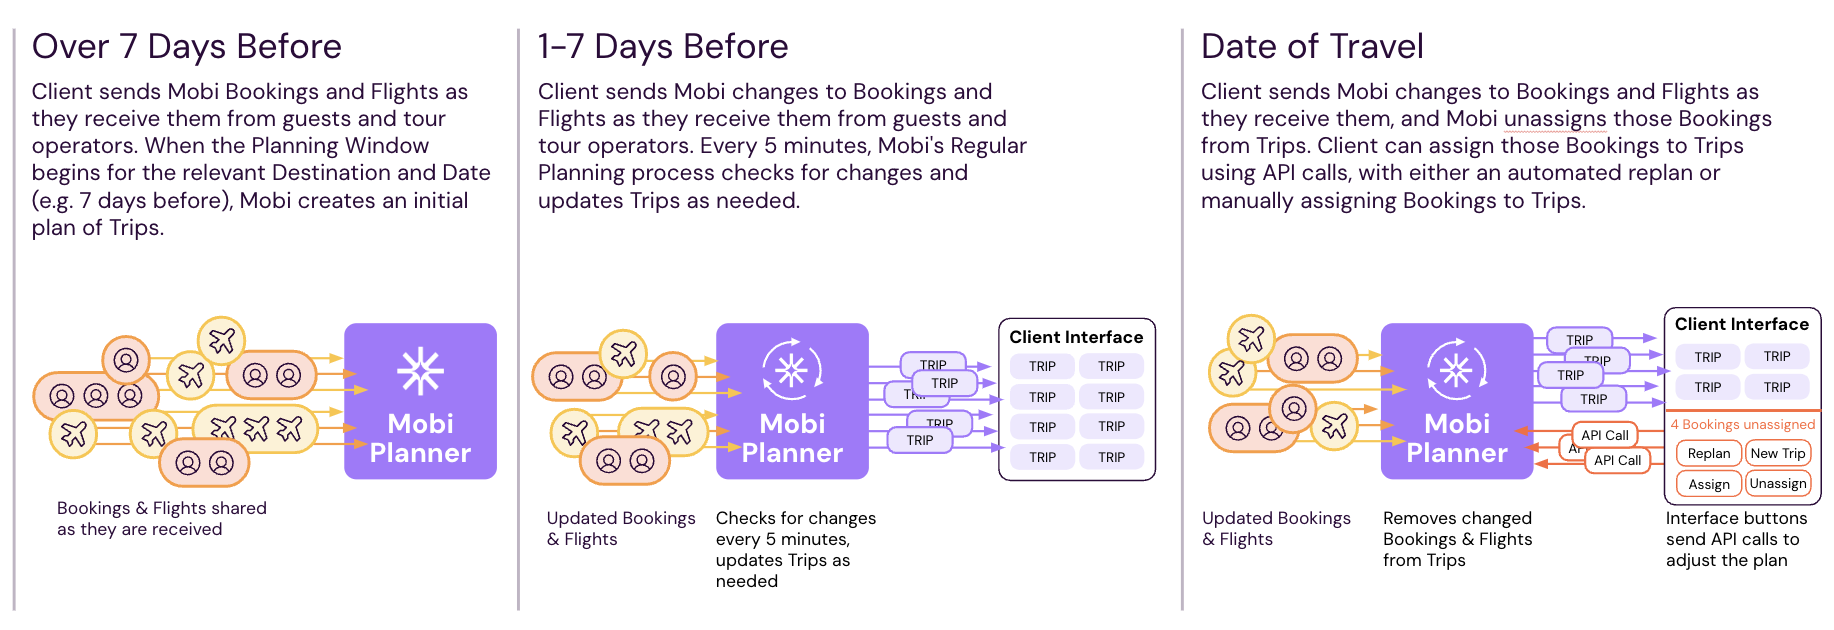 Over 7 Days Before
Client sends Mobi Bookings and Flights as
they receive them from guests and tour
operators. When the Planning Window
begins for the relevant Destination and Date
(e.g. 7 days before), Mobi creates an initial
plan of Trips.
Mobi
Planner
Bookings & Flights shared
as they are received
1–7 Days Before
Client sends Mobi changes to Bookings and
Flights as they receive them from guests and
tour operators. Every 5 minutes, Mobi's Regular
Planning process checks for changes and
updates Trips as needed.
Mobi
Planner
TRIP
TRIP
TRIP
TRIP
Client Interface
TRIP TRIP
TRIP TRIP
TRIP TRIP
TRIP TRIP
Updated Bookings
& Flights
Checks for changes
every 5 minutes,
updates Trips as
needed
Date of Travel
Client sends Mobi changes to Bookings and Flights as
they receive them, and Mobi unassigns those Bookings
from Trips. Client can assign those Bookings to Trips
using API calls, with either an automated replan or
manually assigning Bookings to Trips.
Mobi
Planner
TRIP
TRIP
TRIP
TRIP
API Call
API Call
Client Interface
TRIP TRIP
TRIP TRIP
4 Bookings unassigned
Replan New Trip
Assign Unassign
Updated Bookings
& Flights
Removes changed
Bookings & Flights
from Trips
Interface buttons
send API calls to
adjust the plan